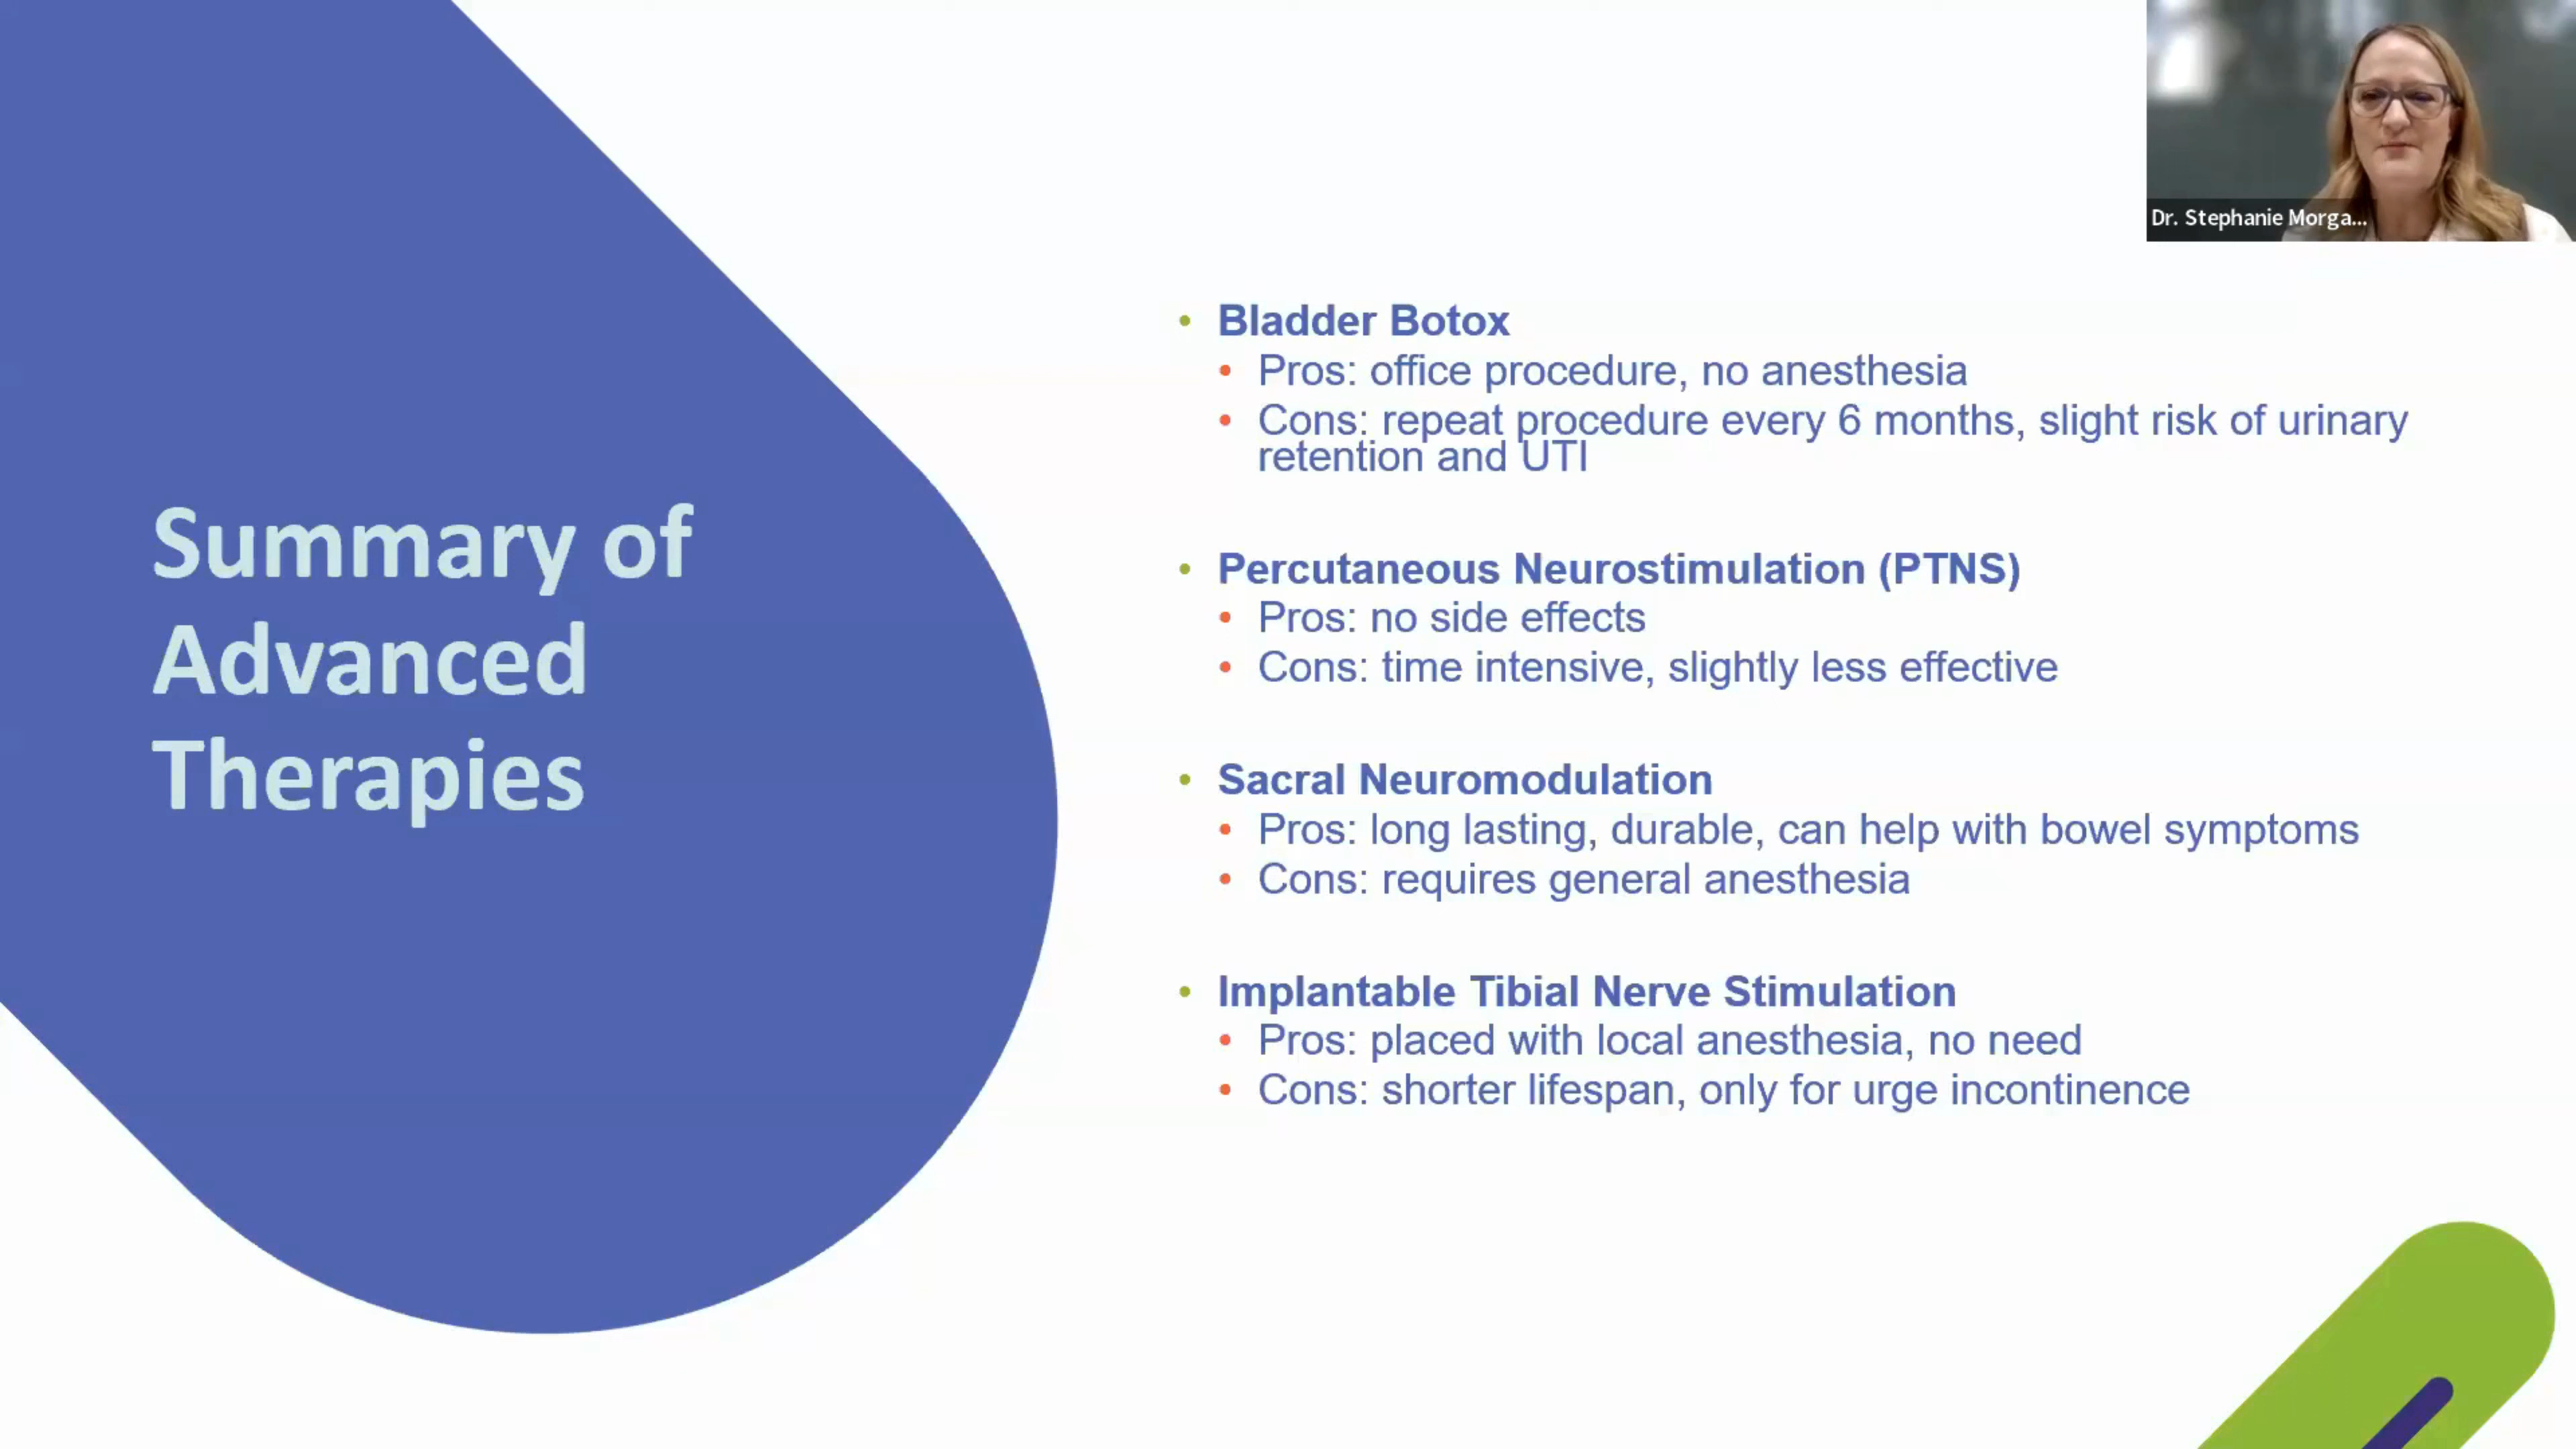 Dr. Stephanie Morga...
Summary of
Advanced
Therapies
• Bladder Botox
• Pros: office procedure, no anesthesia
• Cons: repeat procedure every 6 months, slight risk of urinary
retention and UTI
• Percutaneous Neurostimulation (PTNS)
• Pros: no side effects
• Cons: time intensive, slightly less effective
• Sacral Neuromodulation
• Pros: long lasting, durable, can help with bowel symptoms
• Cons: requires general anesthesia
• Implantable Tibial Nerve Stimulation
• Pros: placed with local anesthesia, no need
• Cons: shorter lifespan, only for urge incontinence